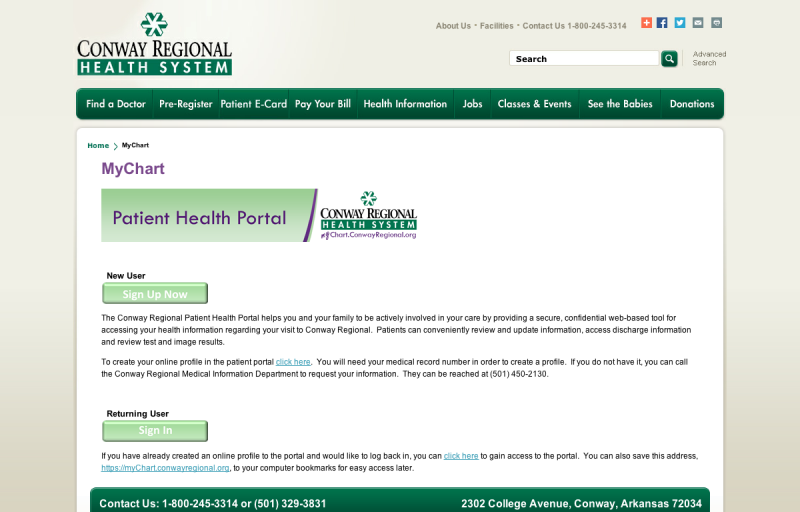 About Us • Facilities • Contact Us 1-800-245-3314
CONWAY REGIONAL
HEALTH SYSTEM
Search
Advanced
Search
Find a Doctor Pre-Register Patient E-Card Pay Your Bill Health Information Jobs Classes & Events See the Babies Donations
Home > MyChart
MyChart
Patient Health Portal
CONWAY REGIONAL
HEALTH SYSTEM
myChart.ConwayRegional.org
New User
Sign Up Now
The Conway Regional Patient Health Portal helps you and your family to be actively involved in your care by providing a secure, confidential web-based tool for
accessing your health information regarding your visit to Conway Regional. Patients can conveniently review and update information, access discharge information
and review test and image results.
To create your online profile in the patient portal click here. You will need your medical record number in order to create a profile. If you do not have it, you can call
the Conway Regional Medical Information Department to request your information. They can be reached at (501) 450-2130.
Returning User
Sign In
If you have already created an online profile to the portal and would like to log back in, you can click here to gain access to the portal. You can also save this address,
https://myChart.conwayregional.org, to your computer bookmarks for easy access later.
Contact Us: 1-800-245-3314 or (501) 329-3831
2302 College Avenue, Conway, Arkansas 72034